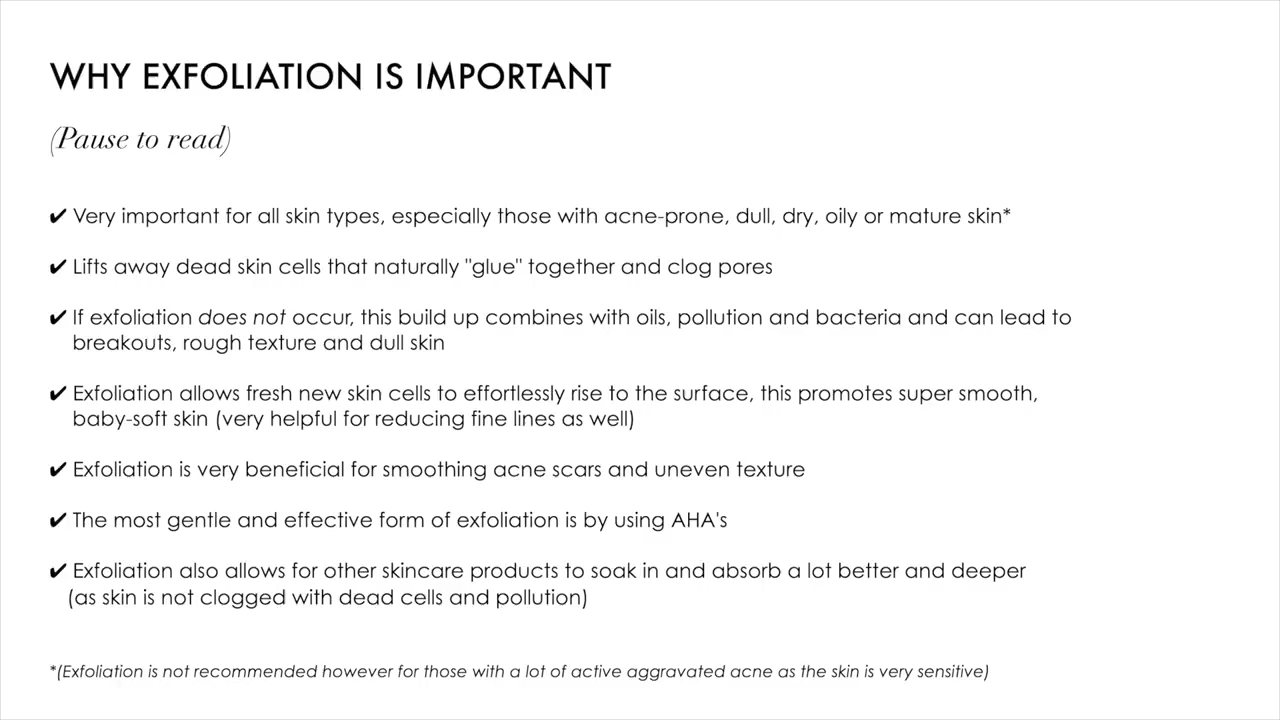 WHY EXFOLIATION IS IMPORTANT
(Pause to read)
✔ Very important for all skin types, especially those with acne-prone, dull, dry, oily or mature skin*
✔ Lifts away dead skin cells that naturally "glue" together and clog pores
✔ If exfoliation does not occur, this build up combines with oils, pollution and bacteria and can lead to
breakouts, rough texture and dull skin
✔ Exfoliation allows fresh new skin cells to effortlessly rise to the surface, this promotes super smooth,
baby-soft skin (very helpful for reducing fine lines as well)
✔ Exfoliation is very beneficial for smoothing acne scars and uneven texture
✔ The most gentle and effective form of exfoliation is by using AHA's
✔ Exfoliation also allows for other skincare products to soak in and absorb a lot better and deeper
(as skin is not clogged with dead cells and pollution)
*(Exfoliation is not recommended however for those with a lot of active aggravated acne as the skin is very sensitive)